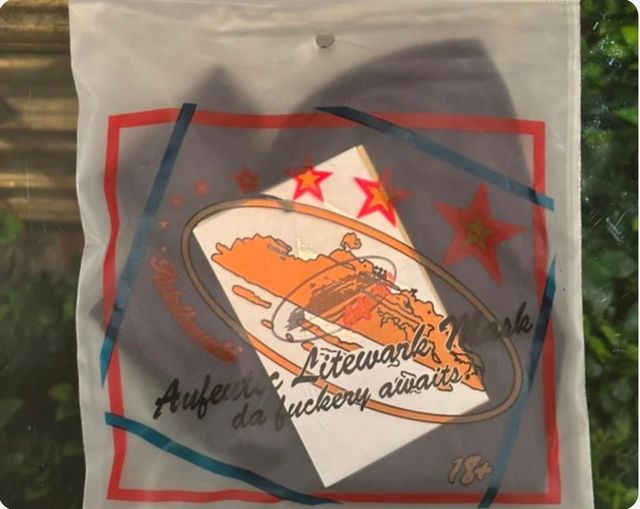 Aufentic Litewark Mask
da fuckery awaits...
18+